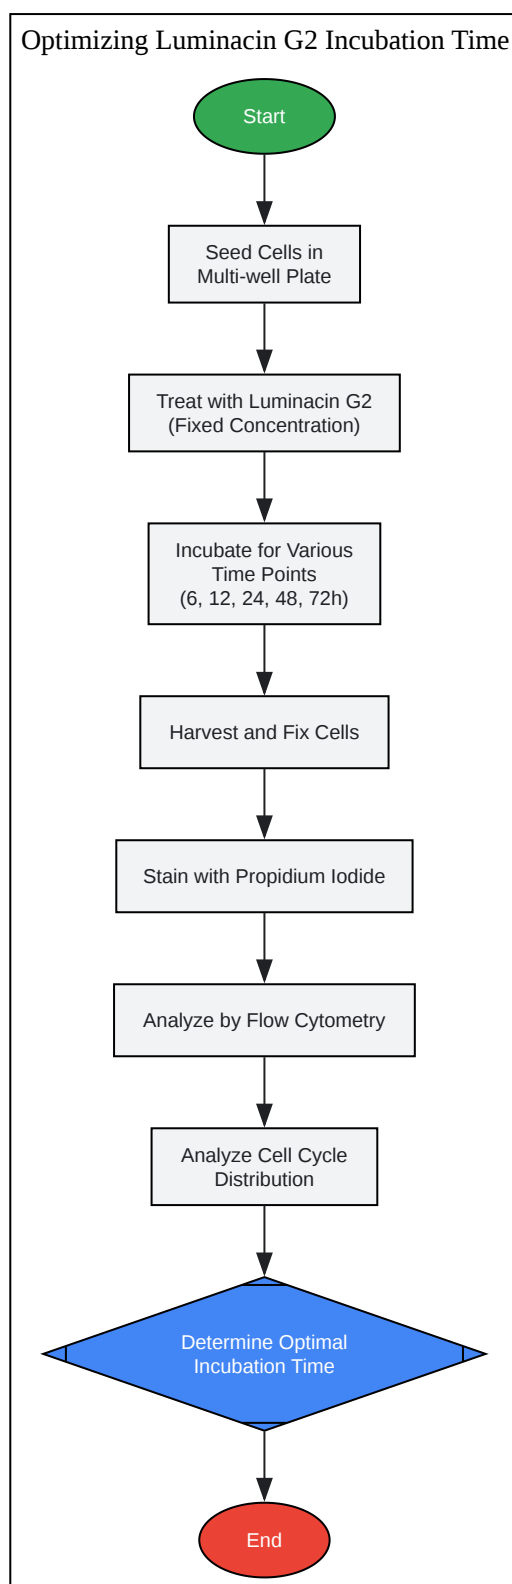 Optimizing Luminacin G2 Incubation Time
Start
Seed Cells in
Multi-well Plate
Treat with Luminacin G2
(Fixed Concentration)
Incubate for Various
Time Points
(6, 12, 24, 48, 72h)
Harvest and Fix Cells
Stain with Propidium Iodide
Analyze by Flow Cytometry
Analyze Cell Cycle
Distribution
Determine Optimal
Incubation Time
End